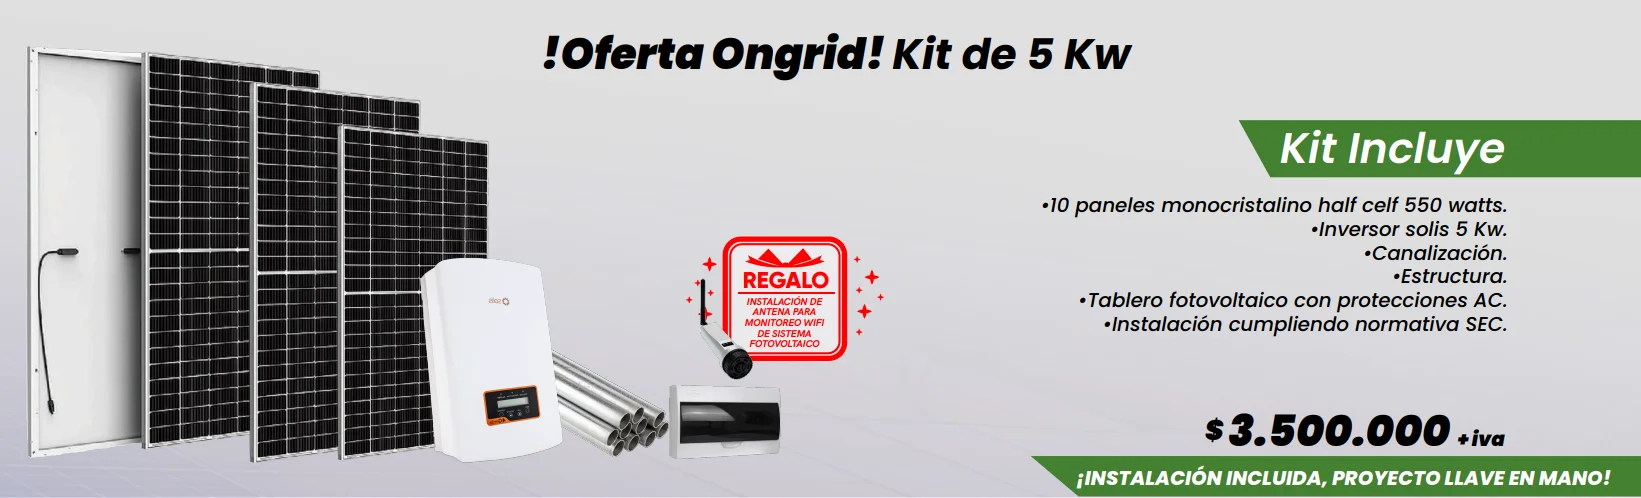 !Oferta Ongrid! Kit de 5 Kw
Kit Incluye
•10 paneles monocristalino half celf 550 watts.
•Inversor solis 5 Kw.
•Canalización.
•Estructura.
•Tablero fotovoltaico con protecciones AC.
•Instalación cumpliendo normativa SEC.
REGALO
INSTALACIÓN DE
ANTENA PARA
MONITOREO WIFI
DE SISTEMA
FOTOVOLTAICO
$3.500.000 +iva
¡INSTALACIÓN INCLUIDA, PROYECTO LLAVE EN MANO!